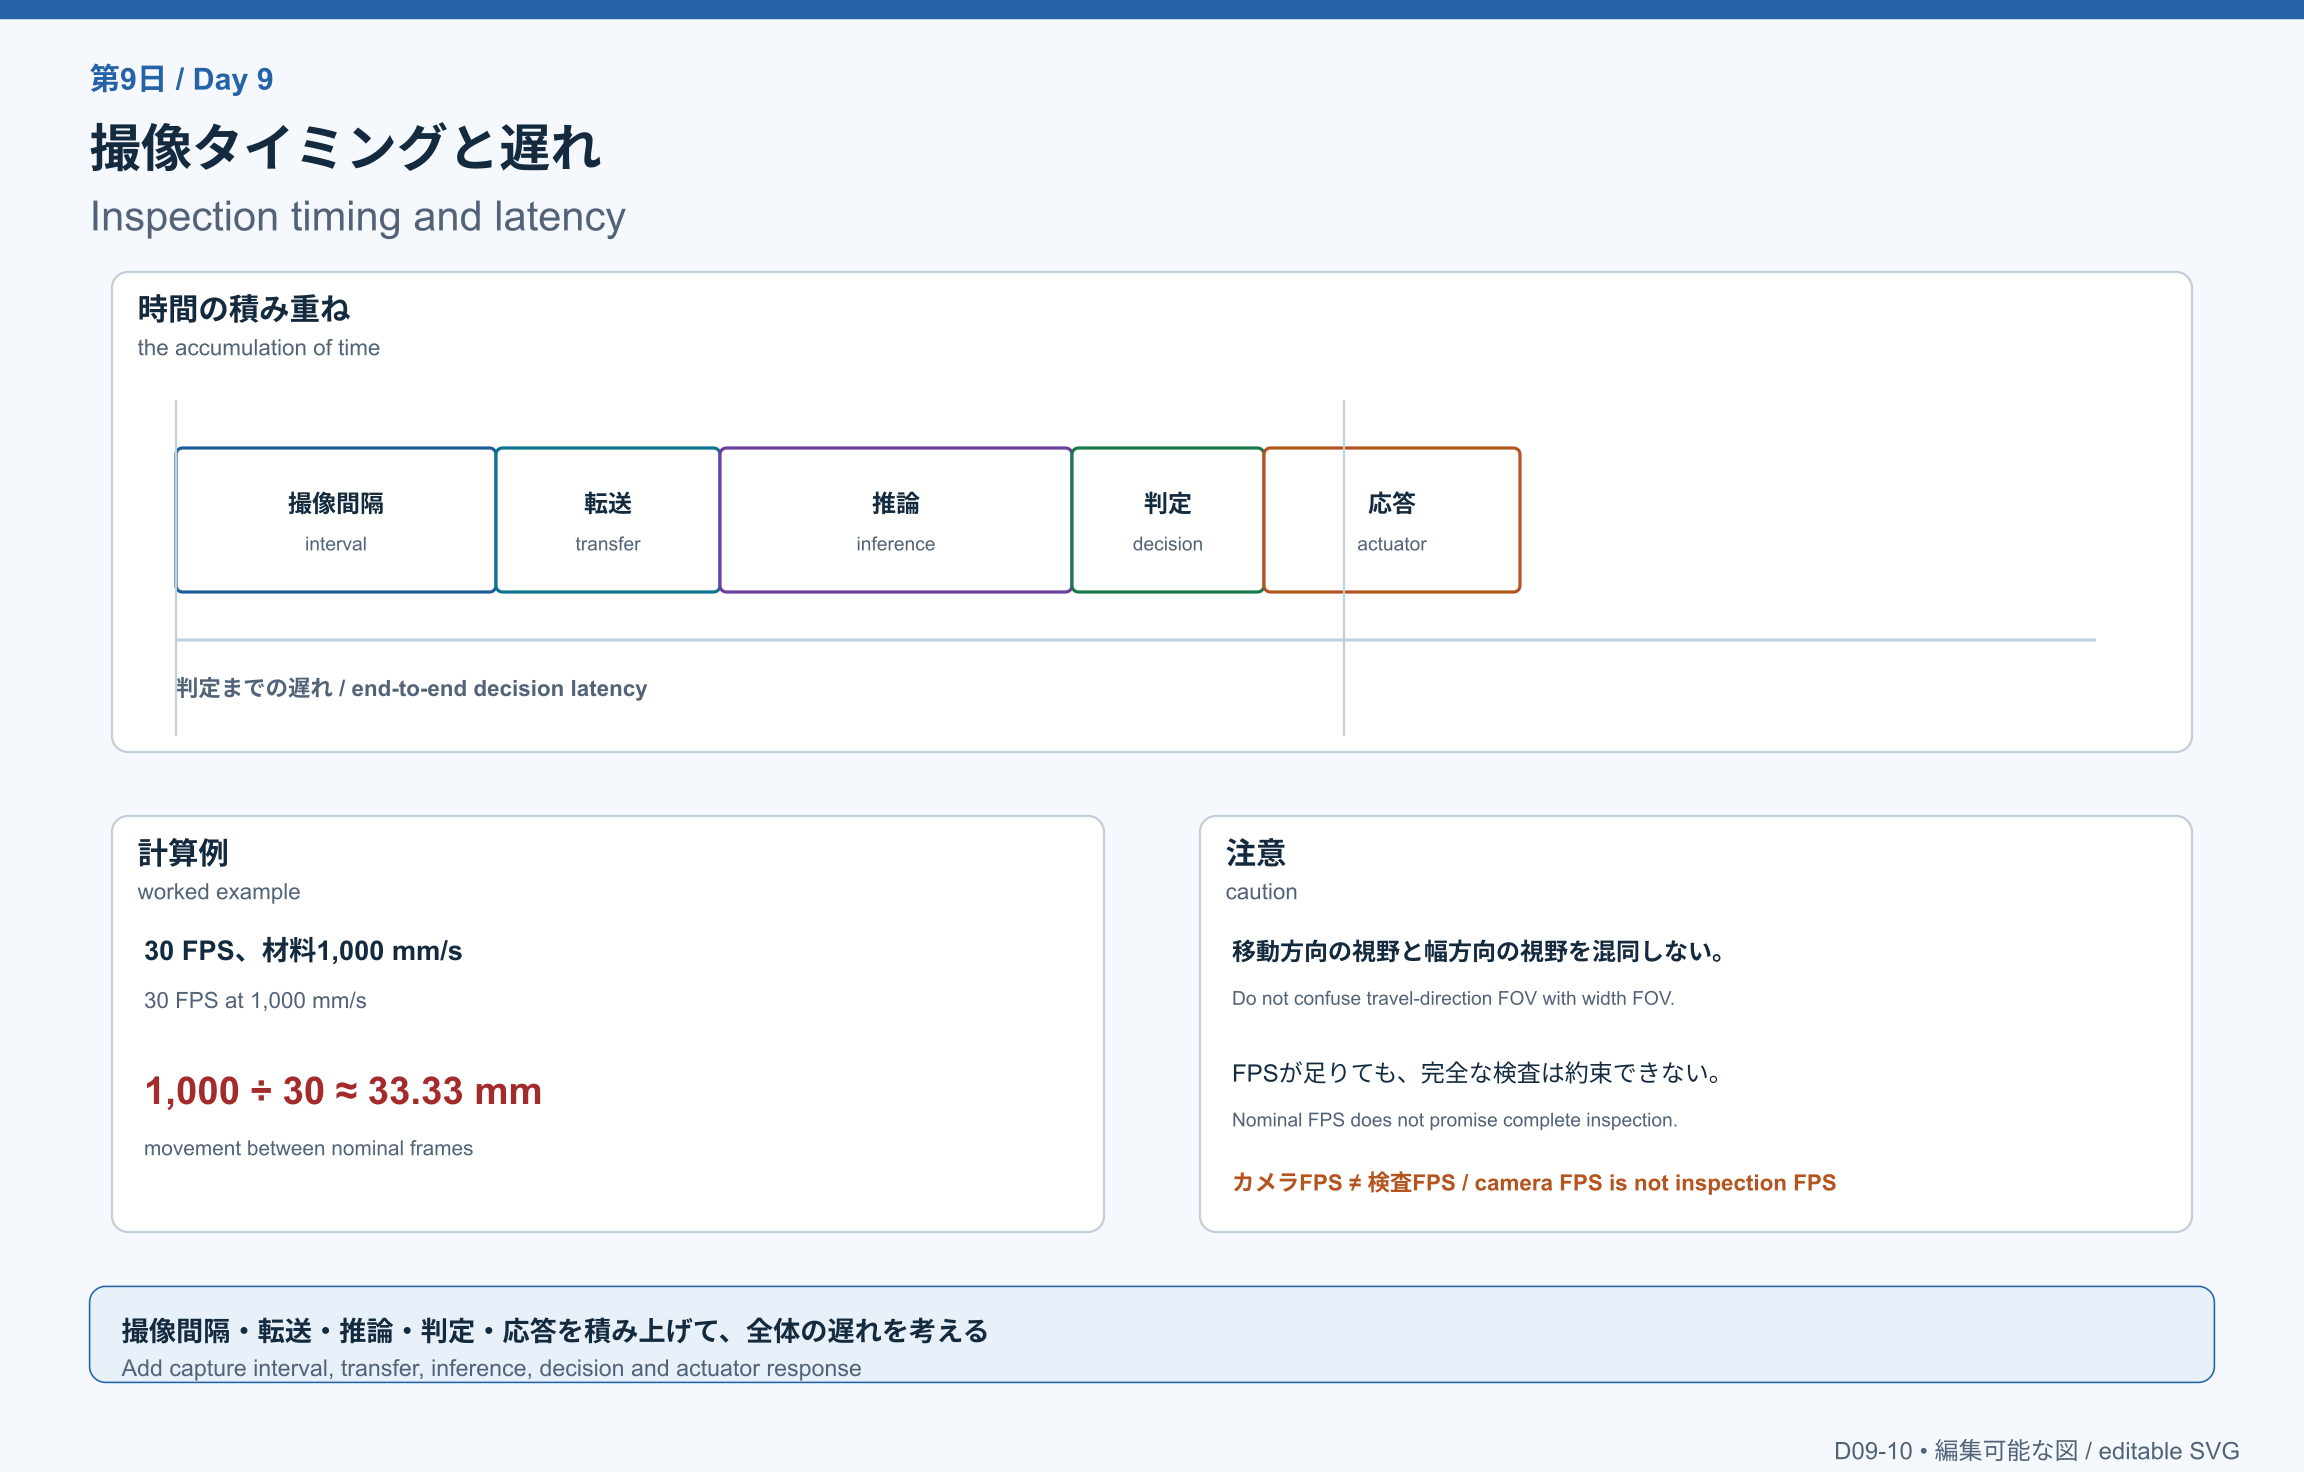 第9日 / Day 9
撮像タイミングと遅れ
Inspection timing and latency
時間の積み重ね
the accumulation of time
撮像間隔
interval
転送
transfer
推論
inference
判定
decision
応答
actuator
判定までの遅れ / end-to-end decision latency
計算例
worked example
30 FPS、材料1,000 mm/s
30 FPS at 1,000 mm/s
1,000 ÷ 30 ≈ 33.33 mm
movement between nominal frames
注意
caution
移動方向の視野と幅方向の視野を混同しない。
Do not confuse travel-direction FOV with width FOV.
FPSが足りても、完全な検査は約束できない。
Nominal FPS does not promise complete inspection.
カメラFPS ≠ 検査FPS / camera FPS is not inspection FPS
撮像間隔・転送・推論・判定・応答を積み上げて、全体の遅れを考える
Add capture interval, transfer, inference, decision and actuator response
D09-10 • 編集可能な図 / editable SVG